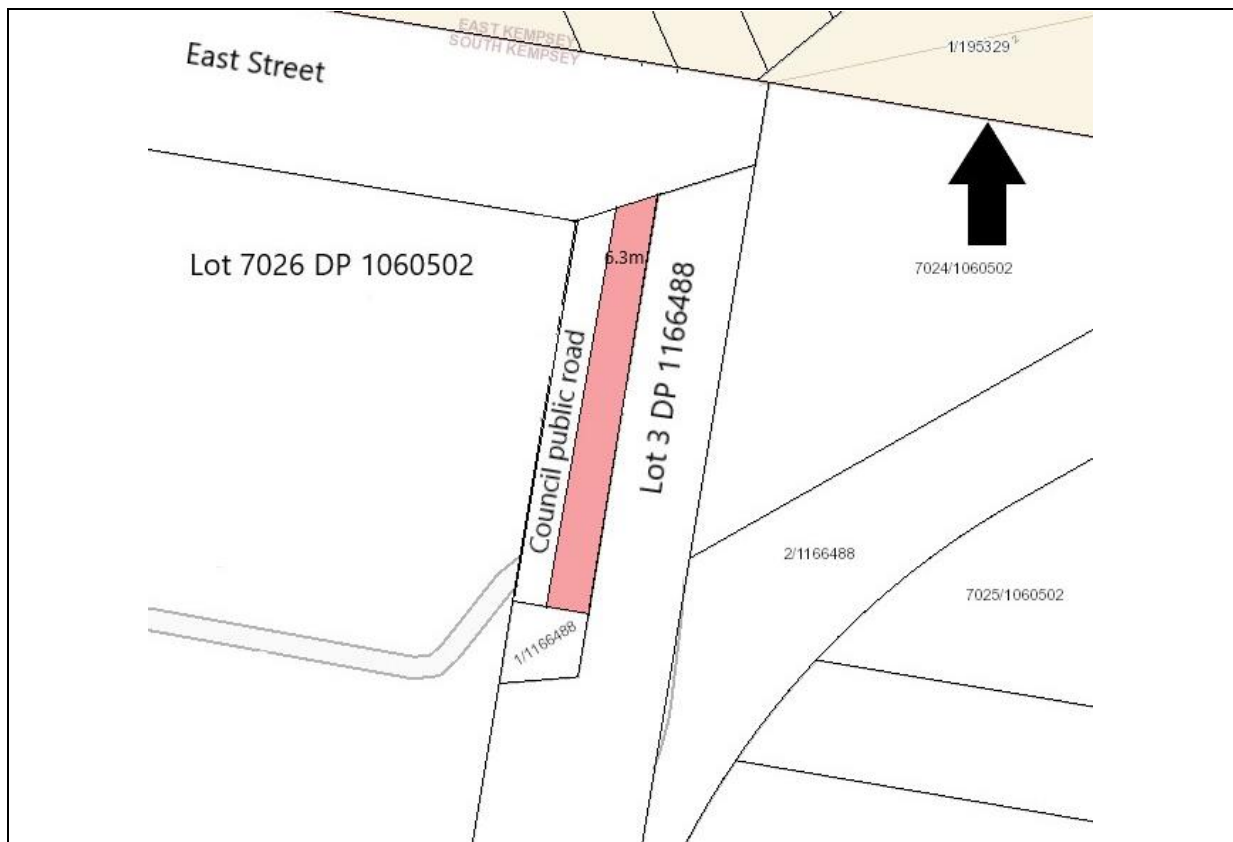 EAST KEMPSEY
SOUTH KEMPSEY
East Street
1/195329
2
Lot 7026 DP 1060502
6.3m
7024/1060502
Council public road
Lot 3 DP 1166488
2/1166488
7025/1060502
1/1166488